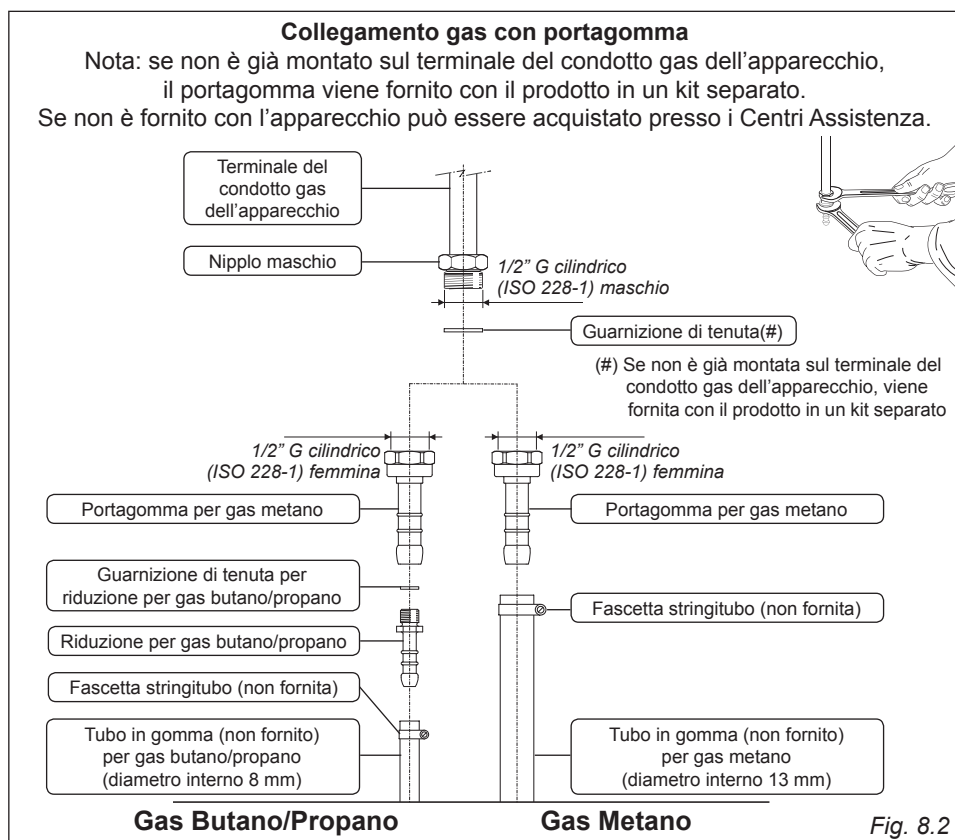 Collegamento gas con portagomma
Nota: se non è già montato sul terminale del condotto gas dell'apparecchio,
il portagomma viene fornito con il prodotto in un kit separato.
Se non è fornito con l'apparecchio può essere acquistato presso i Centri Assistenza.
Terminale del
condotto gas
dell'apparecchio
Nipplo maschio
1/2" G cilindrico
(ISO 228-1) maschio
Guarnizione di tenuta(#)
(#) Se non è già montata sul terminale del
condotto gas dell'apparecchio, viene
fornita con il prodotto in un kit separato
1/2" G cilindrico
(ISO 228-1) femmina
1/2" G cilindrico
(ISO 228-1) femmina
Portagomma per gas metano
Portagomma per gas metano
Guarnizione di tenuta per
riduzione per gas butano/propano
Fascetta stringitubo (non fornita)
Riduzione per gas butano/propano
Fascetta stringitubo (non fornita)
Tubo in gomma (non fornito)
per gas butano/propano
(diametro interno 8 mm)
Tubo in gomma (non fornito)
per gas metano
(diametro interno 13 mm)
Gas Butano/Propano
Gas Metano
Fig. 8.2